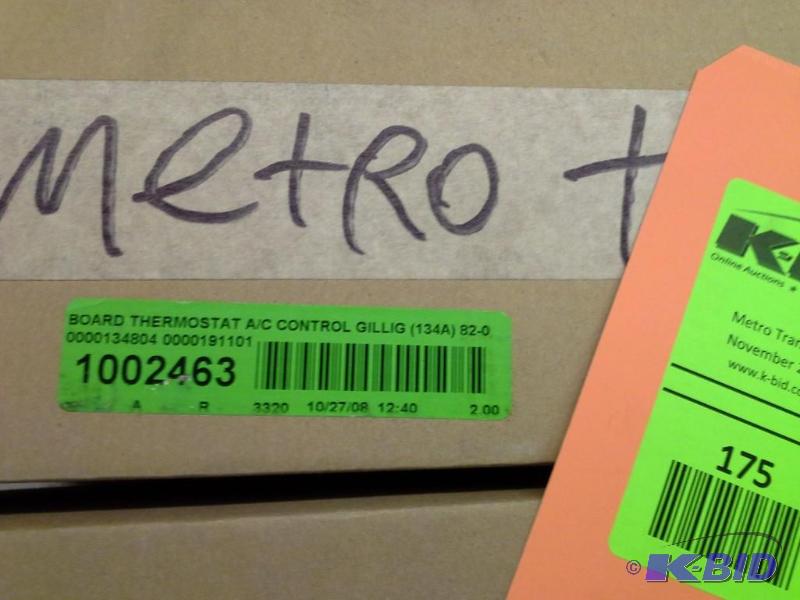 Metro t
BOARD THERMOSTAT A/C CONTROL GILLIG (134A) 82-0
0000134804 0000191101
1002463
A R 3320 10/27/08 12:40 2.00
K-B
Online Auctions
Metro Tran
November 2
www.k-bid.co
175
© K-BID